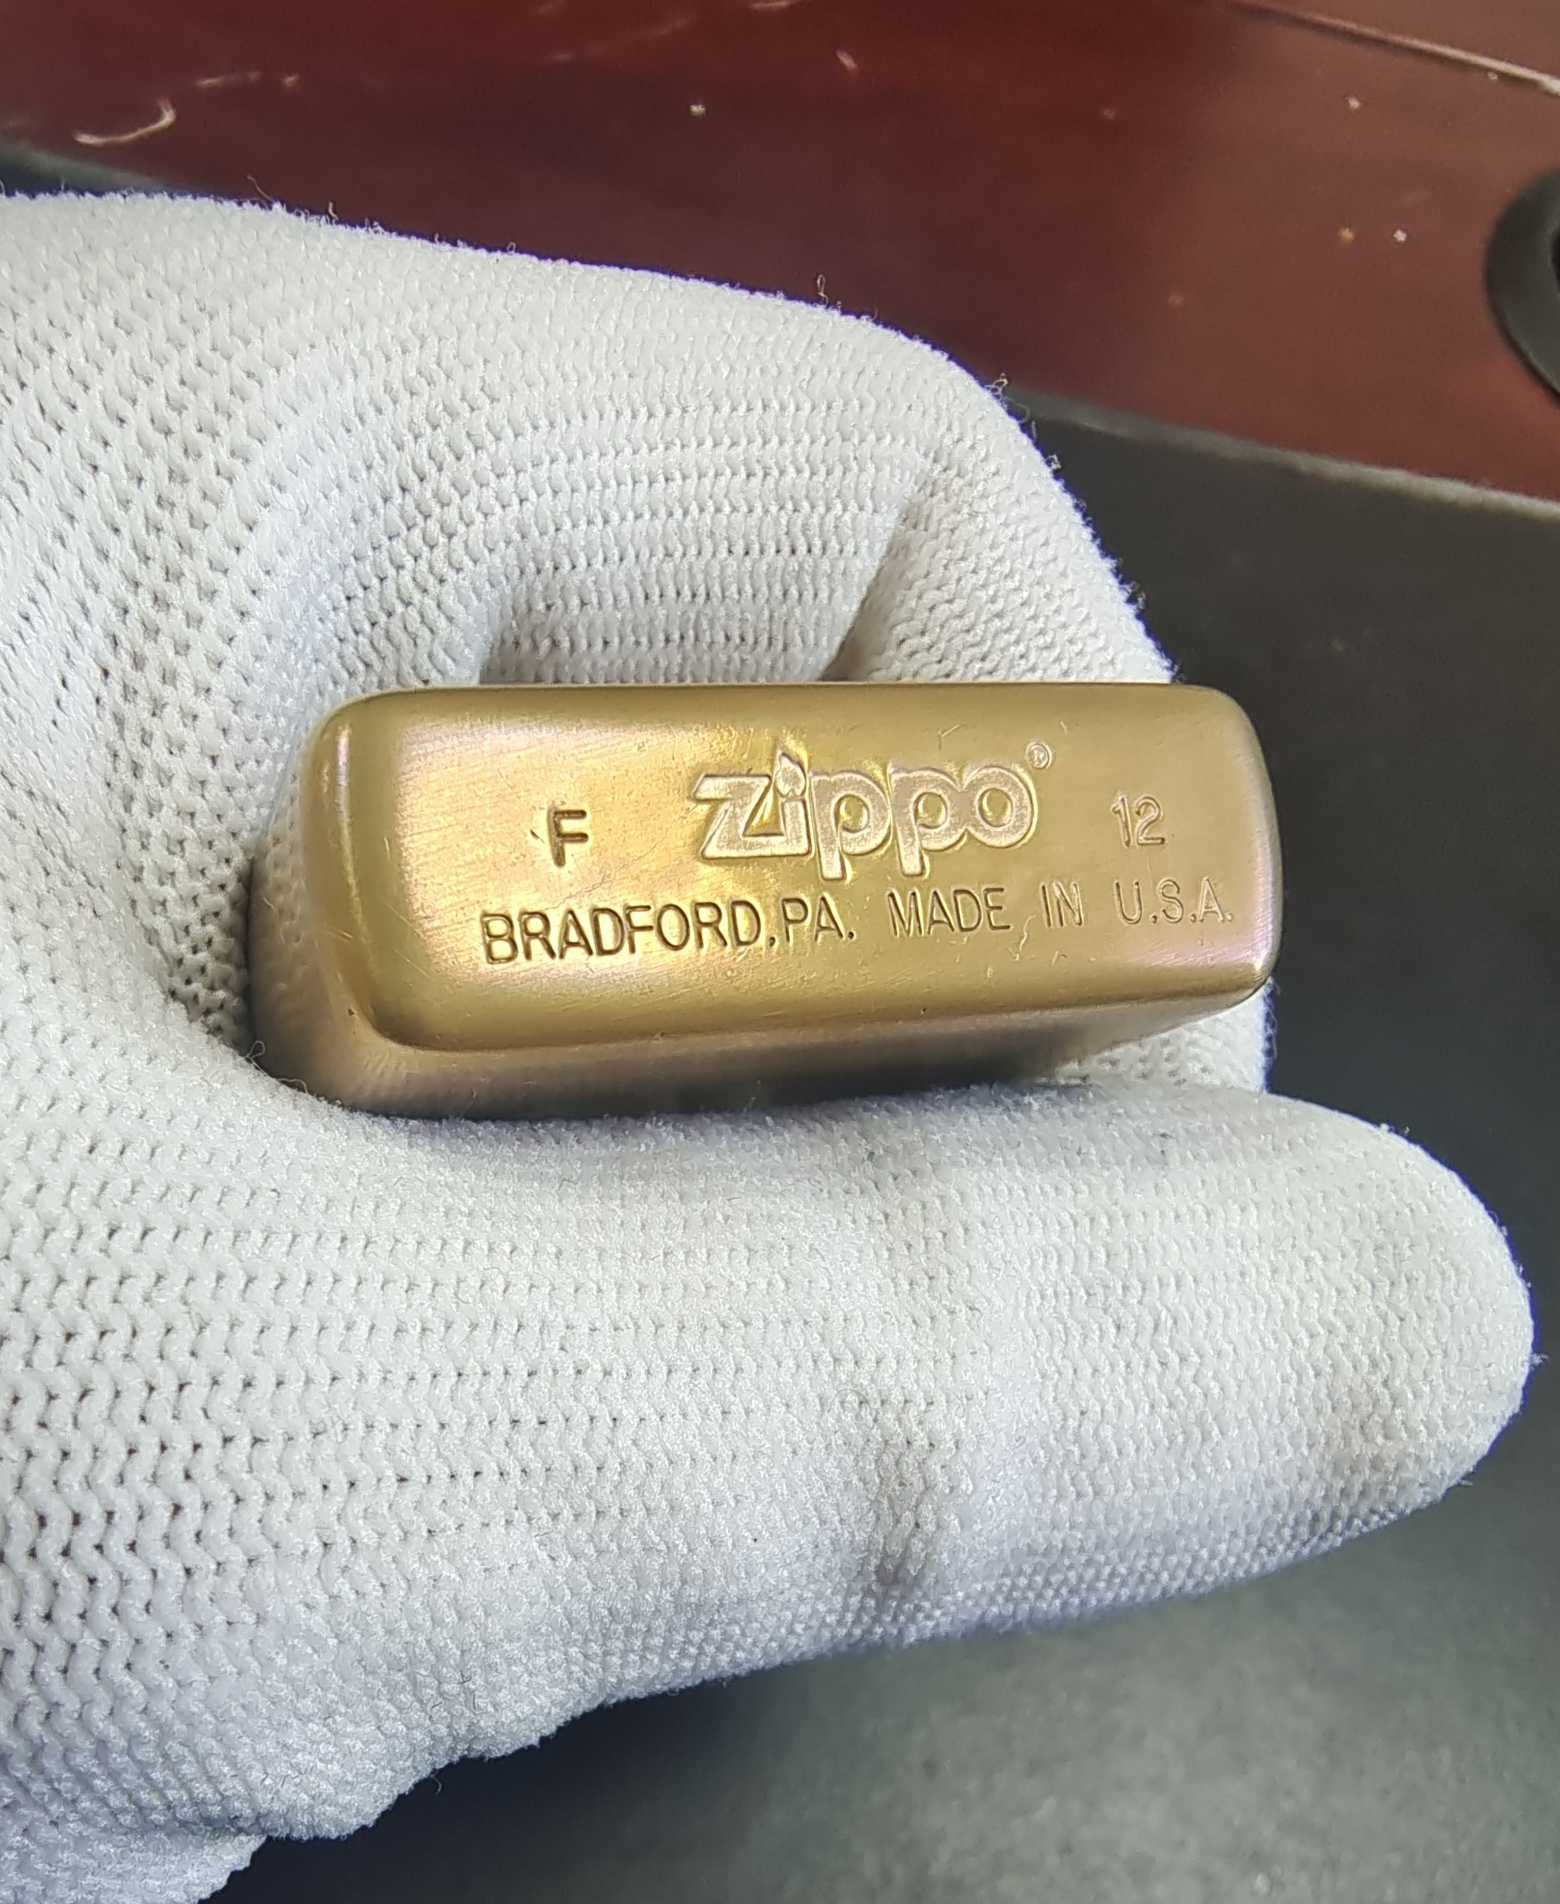 F zippo® 12
BRADFORD,PA. MADE IN U.S.A.